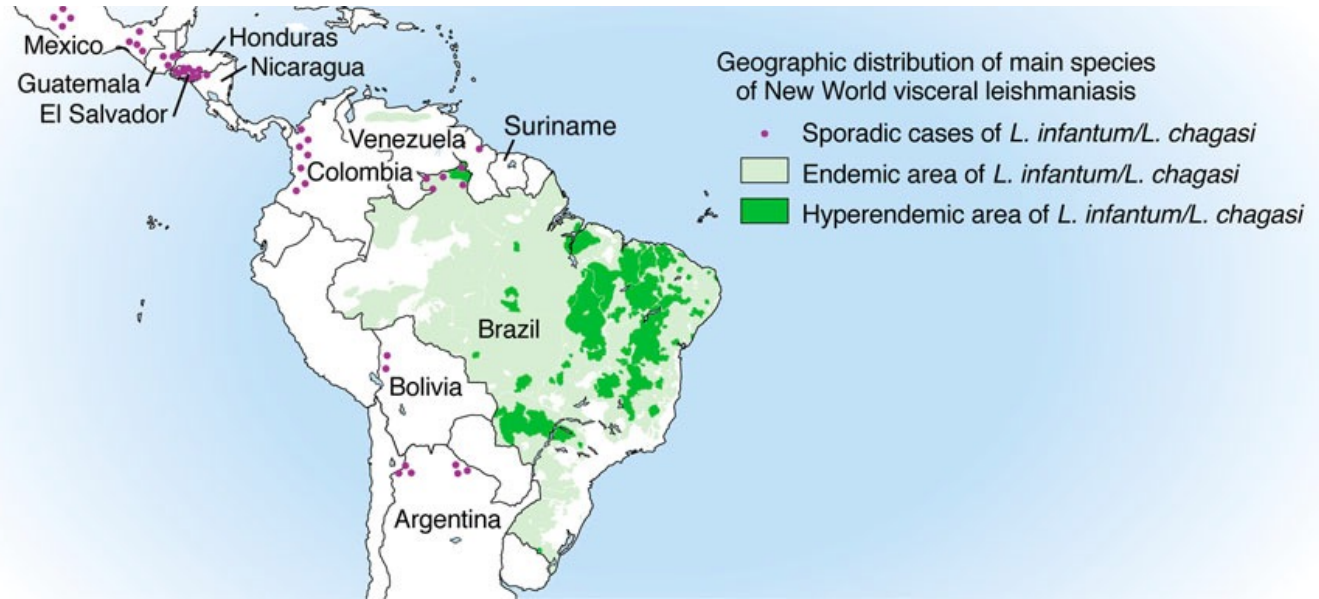 Mexico
Honduras
Nicaragua
Guatemala
El Salvador
Geographic distribution of main species
of New World visceral leishmaniasis
Sporadic cases of L. infantum/L. chagasi
Endemic area of L. infantum/L. chagasi
Hyperendemic area of L. infantum/L. chagasi
Venezuela
Suriname
Colombia
Brazil
Bolivia
Argentina